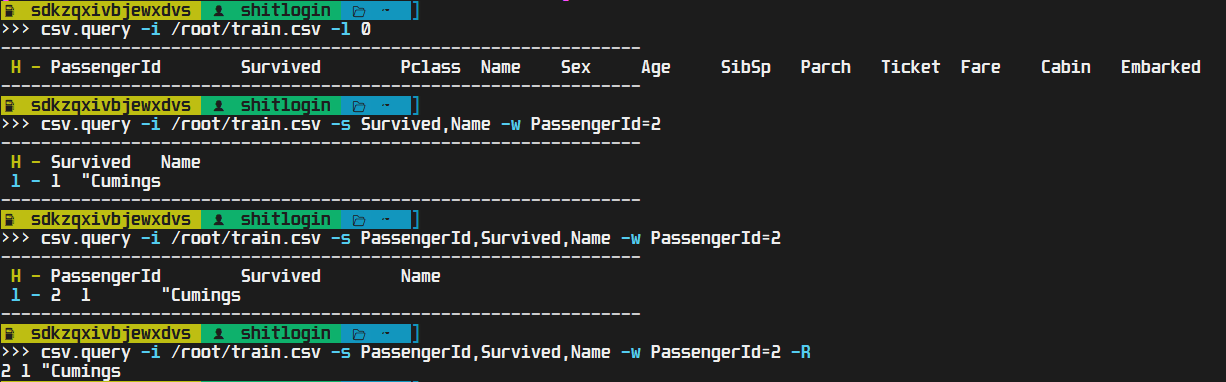 sdkzqxivbjewxdvs shitlogin ~ ]
>>> csv.query -i /root/train.csv -l 0
----------------------------------------------------------------
H - PassengerId Survived Pclass Name Sex Age SibSp Parch Ticket Fare Cabin Embarked
----------------------------------------------------------------
sdkzqxivbjewxdvs shitlogin ~ ]
>>> csv.query -i /root/train.csv -s Survived,Name -w PassengerId=2
----------------------------------------------------------------
H - Survived Name
1 - 1 "Cumings
----------------------------------------------------------------
sdkzqxivbjewxdvs shitlogin ~ ]
>>> csv.query -i /root/train.csv -s PassengerId,Survived,Name -w PassengerId=2
----------------------------------------------------------------
H - PassengerId Survived Name
1 - 2 1 "Cumings
----------------------------------------------------------------
sdkzqxivbjewxdvs shitlogin ~ ]
>>> csv.query -i /root/train.csv -s PassengerId,Survived,Name -w PassengerId=2 -R
2 1 "Cumings